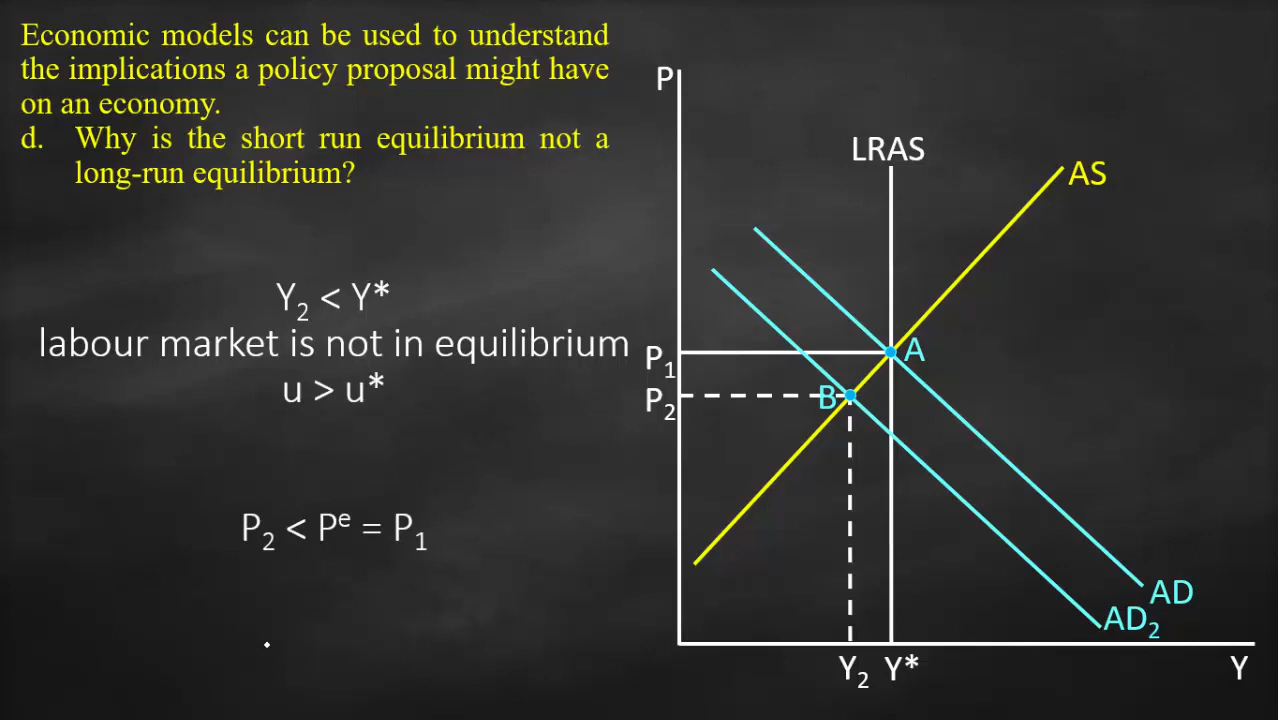 Economic models can be used to understand
the implications a policy proposal might have
on an economy.
d. Why is the short run equilibrium not a
long-run equilibrium?
Y₂ < Y*
labour market is not in equilibrium
u > u*
P₂ < Pᵉ = P₁
P
LRAS
AS
P₁
A
P₂
B
AD
AD₂
Y₂
Y*
Y